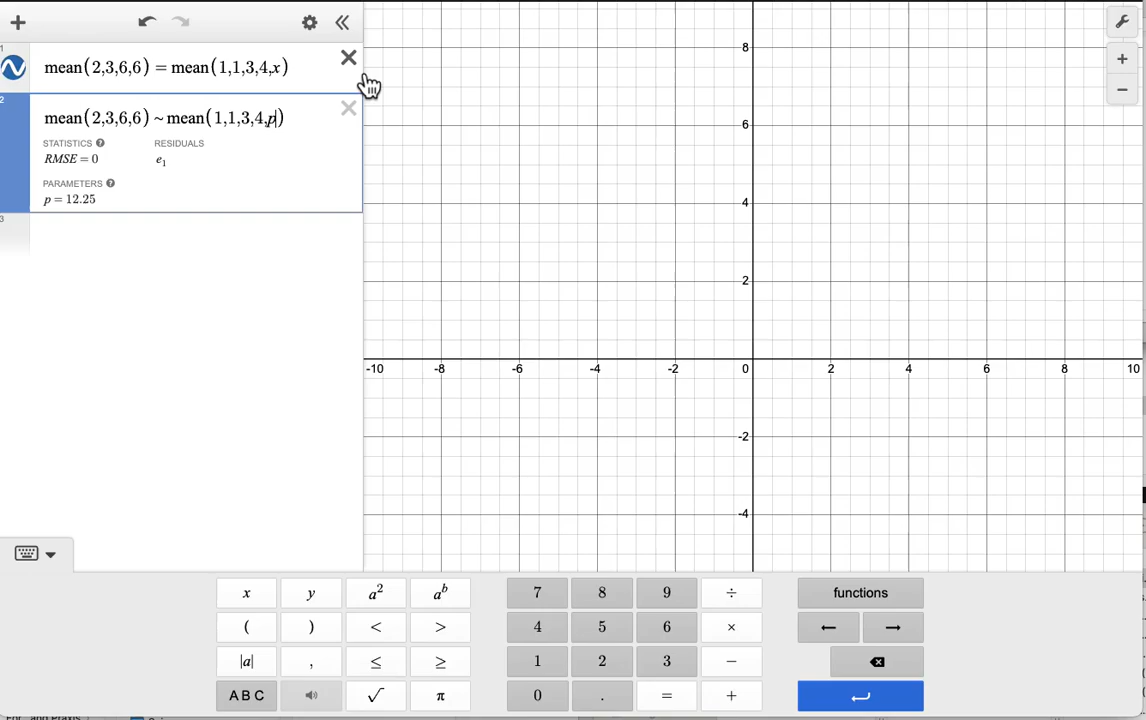 1
mean(2,3,6,6) = mean(1,1,3,4,x)
2
mean(2,3,6,6) ~ mean(1,1,3,4,p)
STATISTICS ? RESIDUALS
RMSE = 0 e₁
PARAMETERS ?
p = 12.25
3
8
6
4
2
-10 -8 -6 -4 -2 0 2 4 6 8 10
-2
-4
x y a² aᵇ 7 8 9 ÷ functions
( ) < > 4 5 6 × ← →
|a| , ≤ ≥ 1 2 3 −
A B C √ π 0 . = +